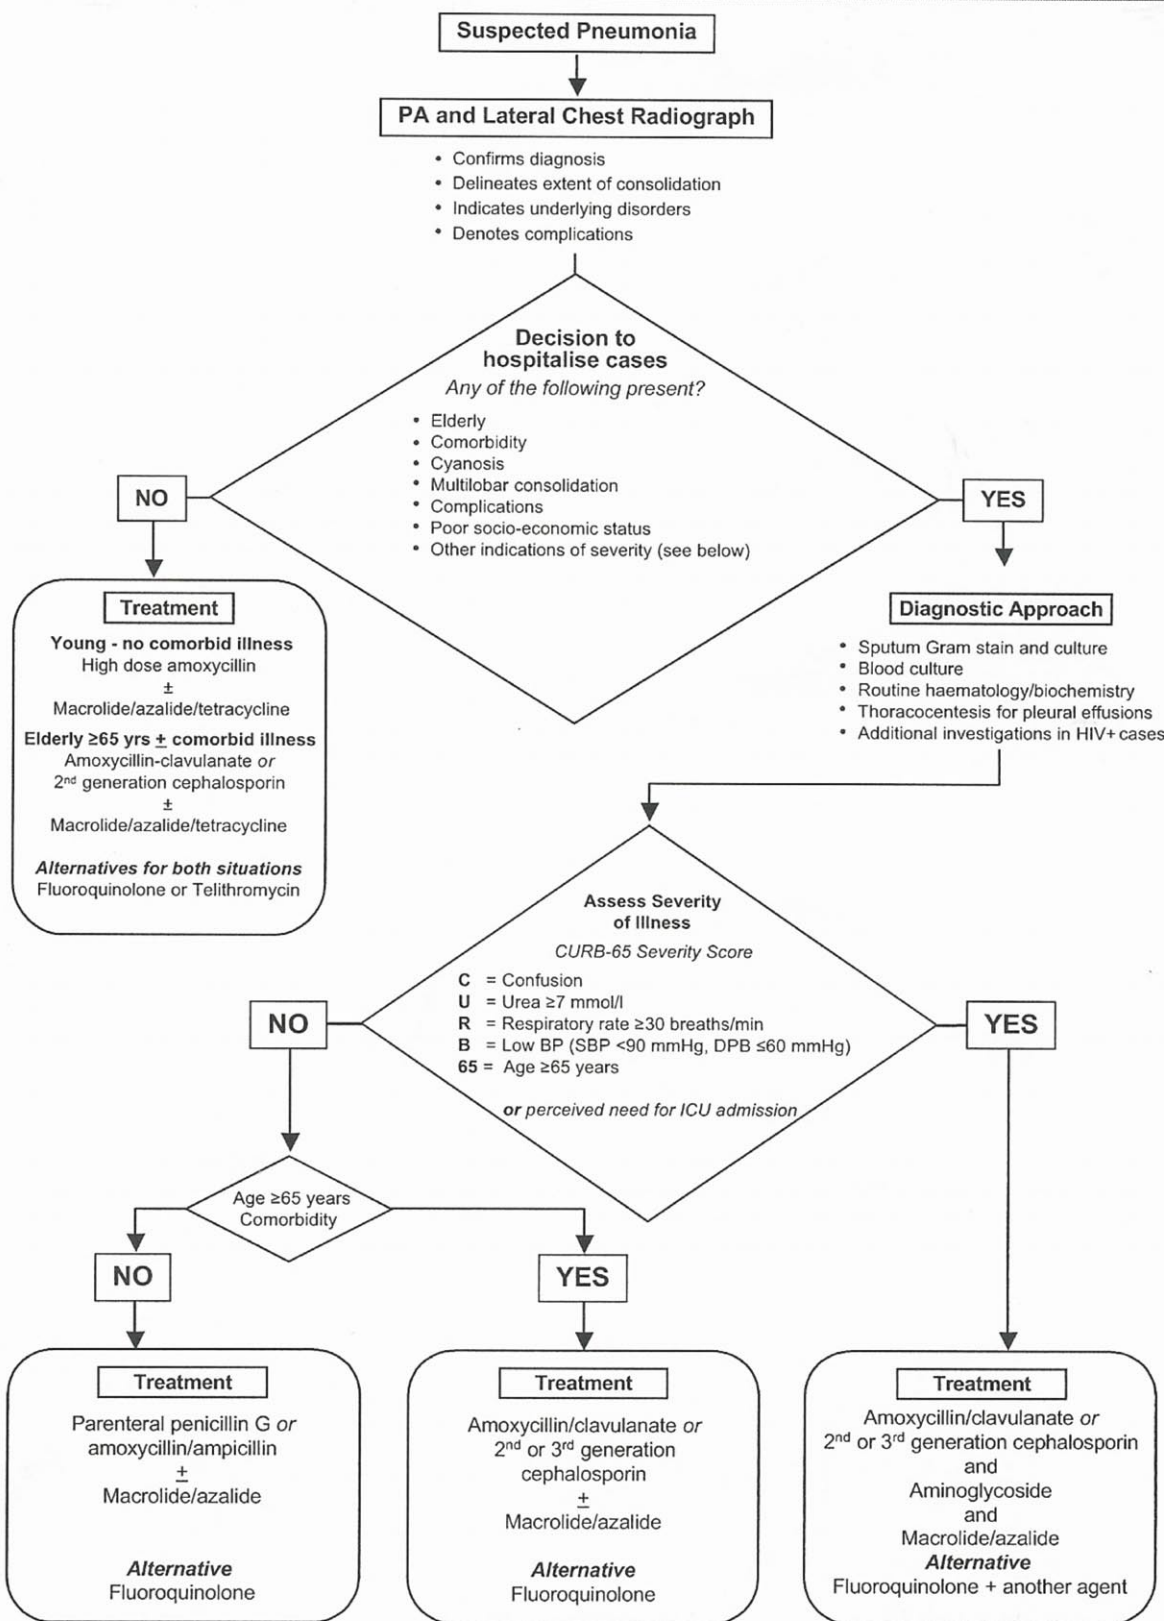 Suspected Pneumonia
PA and Lateral Chest Radiograph
• Confirms diagnosis
• Delineates extent of consolidation
• Indicates underlying disorders
• Denotes complications
Decision to
hospitalise cases
Any of the following present?
• Elderly
• Comorbidity
• Cyanosis
• Multilobar consolidation
• Complications
• Poor socio-economic status
• Other indications of severity (see below)
NO
YES
Treatment
Young - no comorbid illness
High dose amoxycillin
±
Macrolide/azalide/tetracycline
Elderly ≥65 yrs ± comorbid illness
Amoxycillin-clavulanate or
2nd generation cephalosporin
±
Macrolide/azalide/tetracycline
Alternatives for both situations
Fluoroquinolone or Telithromycin
Diagnostic Approach
• Sputum Gram stain and culture
• Blood culture
• Routine haematology/biochemistry
• Thoracocentesis for pleural effusions
• Additional investigations in HIV+ cases
Assess Severity
of Illness
CURB-65 Severity Score
C = Confusion
U = Urea ≥7 mmol/l
R = Respiratory rate ≥30 breaths/min
B = Low BP (SBP <90 mmHg, DPB ≤60 mmHg)
65 = Age ≥65 years
or perceived need for ICU admission
NO
YES
Age ≥65 years
Comorbidity
NO
YES
Treatment
Parenteral penicillin G or
amoxycillin/ampicillin
±
Macrolide/azalide
Alternative
Fluoroquinolone
Treatment
Amoxycillin/clavulanate or
2nd or 3rd generation
cephalosporin
±
Macrolide/azalide
Alternative
Fluoroquinolone
Treatment
Amoxycillin/clavulanate or
2nd or 3rd generation cephalosporin
and
Aminoglycoside
and
Macrolide/azalide
Alternative
Fluoroquinolone + another agent